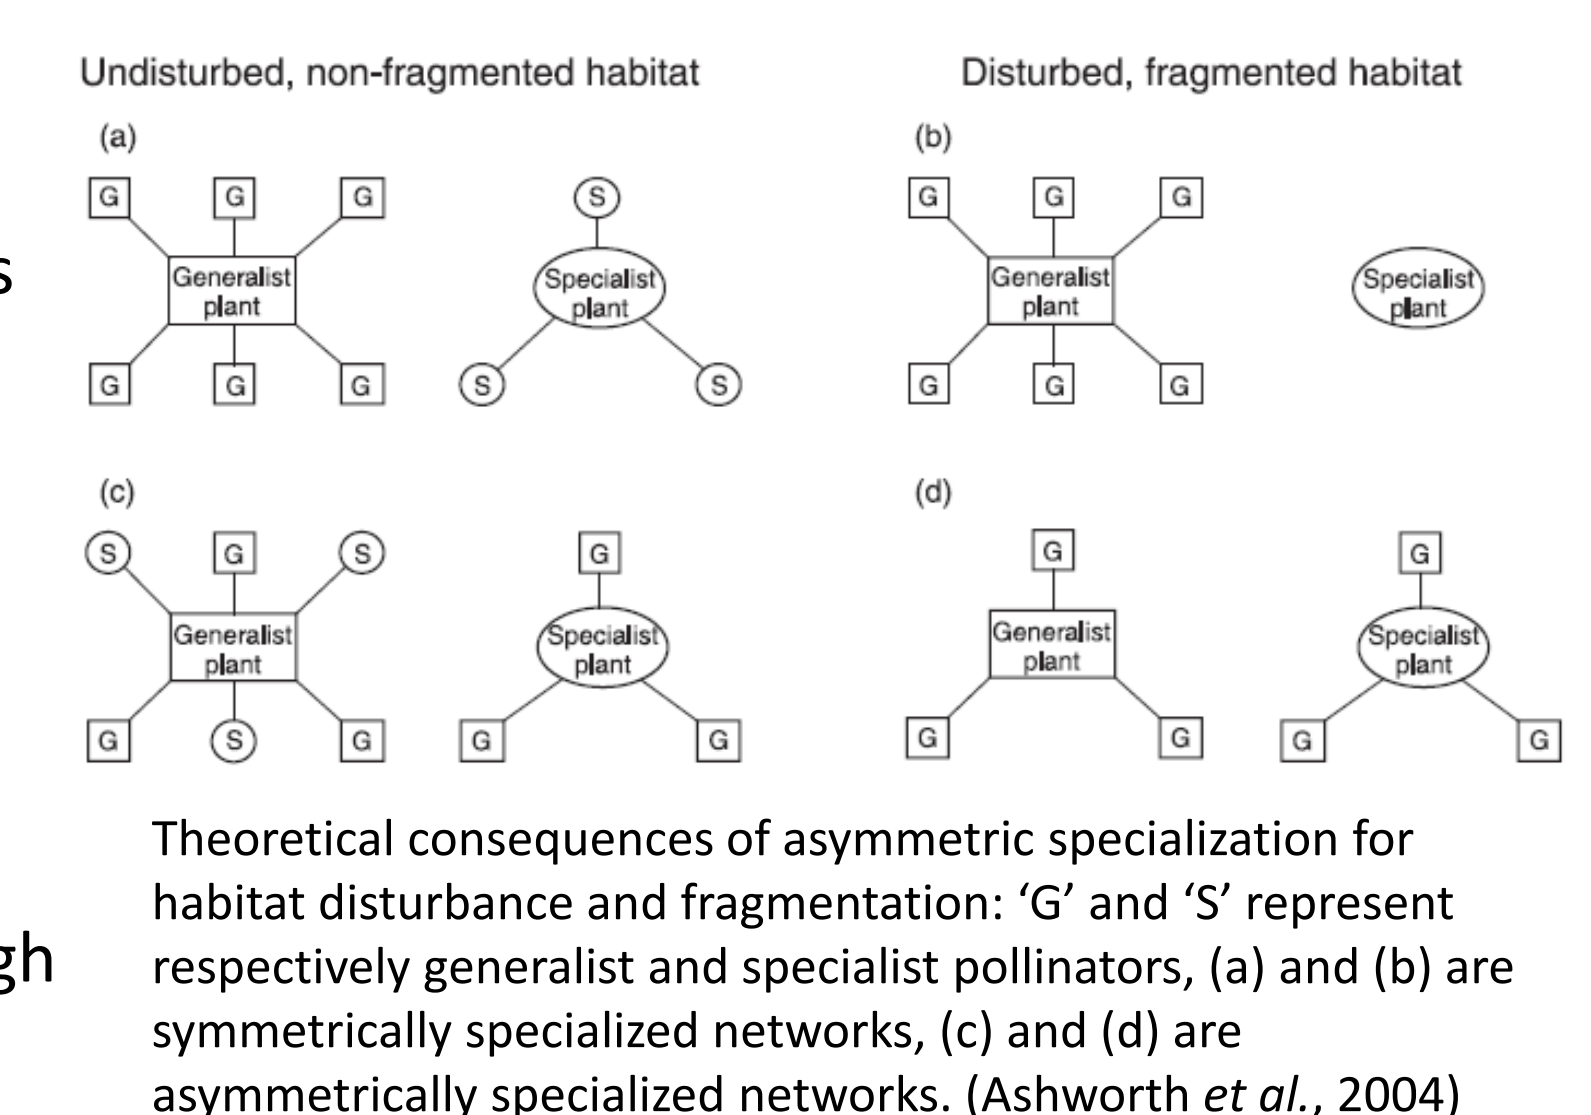 Undisturbed, non-fragmented habitat
Disturbed, fragmented habitat
(a)
G G G
S
Generalist
plant
Specialist
plant
G G G
S S
(b)
G G G
Generalist
plant
Specialist
plant
G G G
(c)
S G S
G
Generalist
plant
Specialist
plant
G S G
G G
(d)
G
G
Generalist
plant
Specialist
plant
G G
G G
s
gh
Theoretical consequences of asymmetric specialization for
habitat disturbance and fragmentation: ‘G’ and ‘S’ represent
respectively generalist and specialist pollinators, (a) and (b) are
symmetrically specialized networks, (c) and (d) are
asymmetrically specialized networks. (Ashworth et al., 2004)